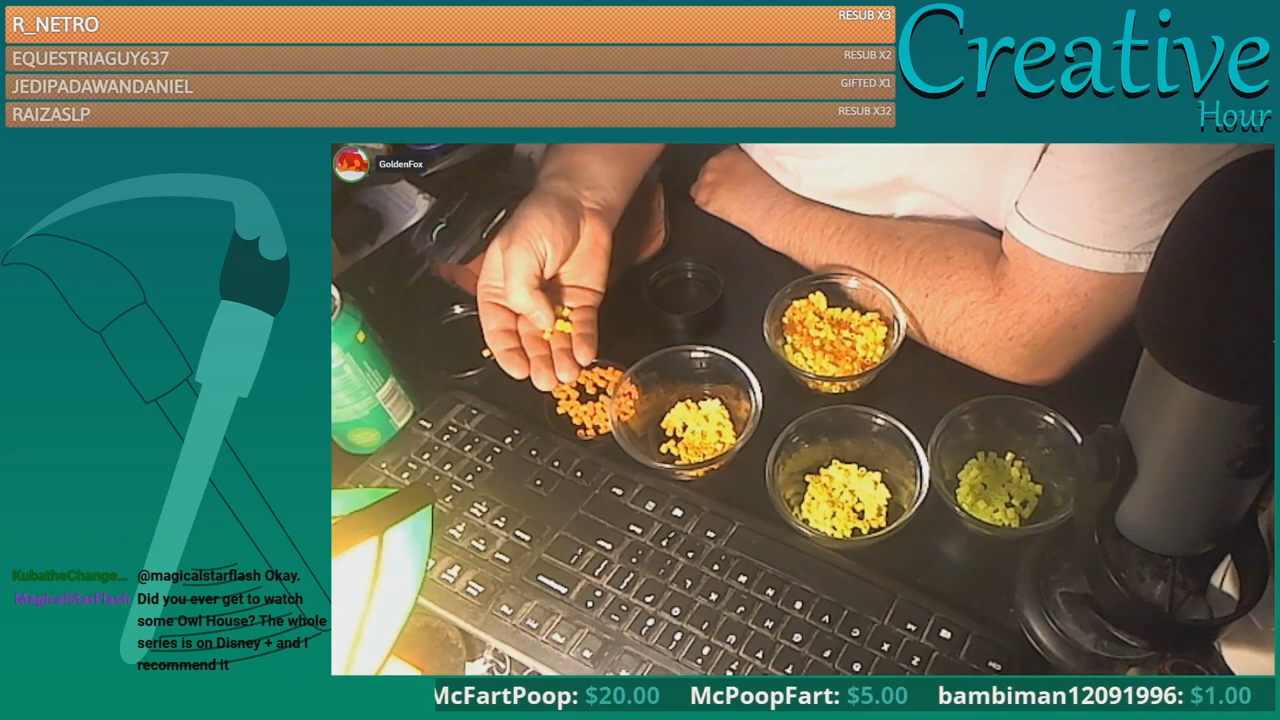 R_NETRO RESUB X3
EQUESTRIAGUY637 RESUB X2
JEDIPADAWANDANIEL GIFTED X1
RAIZASLP RESUB X32
Creative
Hour
GoldenFox
KubatheChange... @magicalstarflash Okay.
MagicalStarFlash Did you ever get to watch
some Owl House? The whole
series is on Disney + and I
recommend it
McFartPoop: $20.00 McPoopFart: $5.00 bambiman12091996: $1.00